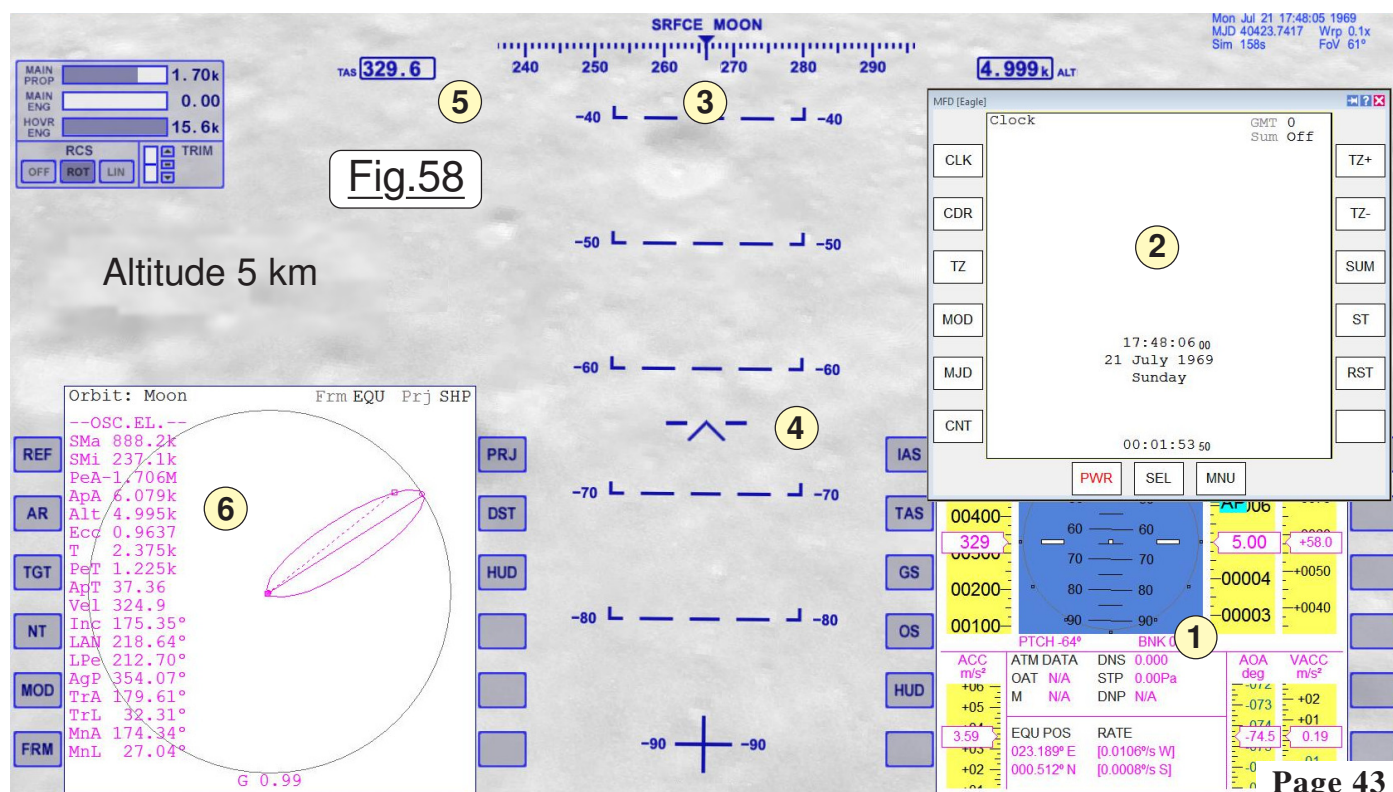 SRFCE MOON
Mon Jul 21 17:48:05 1969
MJD 40423.7417 Wrp 0.1x
Sim 158s FoV 61°
240 250 260 270 280 290
MAIN PROP 1.70k
MAIN ENG 0.00
HOVR ENG 15.6k
RCS TRIM
OFF ROT LIN
TAS 329.6
4.999k ALT
5
3
-40 -40
Fig.58
Altitude 5 km
-50 -50
-60 -60
4
-70 -70
-80 -80
-90 -90
MFD [Eagle]
Clock GMT 0
Sum Off
CLK TZ+
CDR TZ-
2
TZ SUM
MOD ST
17:48:06 00
21 July 1969
MJD Sunday RST
CNT
00:01:53 50
PWR SEL MNU
Orbit: Moon Frm EQU Prj SHP
--OSC.EL.--
SMa 888.2k
SMi 237.1k
PeA-1.706M
ApA 6.079k
Alt 4.995k
Ecc 0.9637
T 2.375k
PeT 1.225k
ApT 37.36
Vel 324.9
Inc 175.35°
LAN 218.64°
LPe 212.70°
AgP 354.07°
TrA 179.61°
TrL 32.31°
MnA 174.34°
MnL 27.04°
G 0.99
6
REF
AR
TGT
NT
MOD
FRM
PRJ
DST
HUD
IAS
TAS
GS
OS
HUD
00400
329
00200
00100
60 60
70 70
80 80
90 90
5.00
00004
00003
+58.0
+0050
+0040
1
PTCH -64° BNK
ACC m/s²
+05
3.59
+02
ATM DATA DNS 0.000
OAT N/A STP 0.00Pa
M N/A DNP N/A
EQU POS RATE
023.189° E [0.0106°/s W]
000.512° N [0.0008°/s S]
AOA deg
-073
-74.5
VACC m/s²
+02
+01
0.19
Page 43